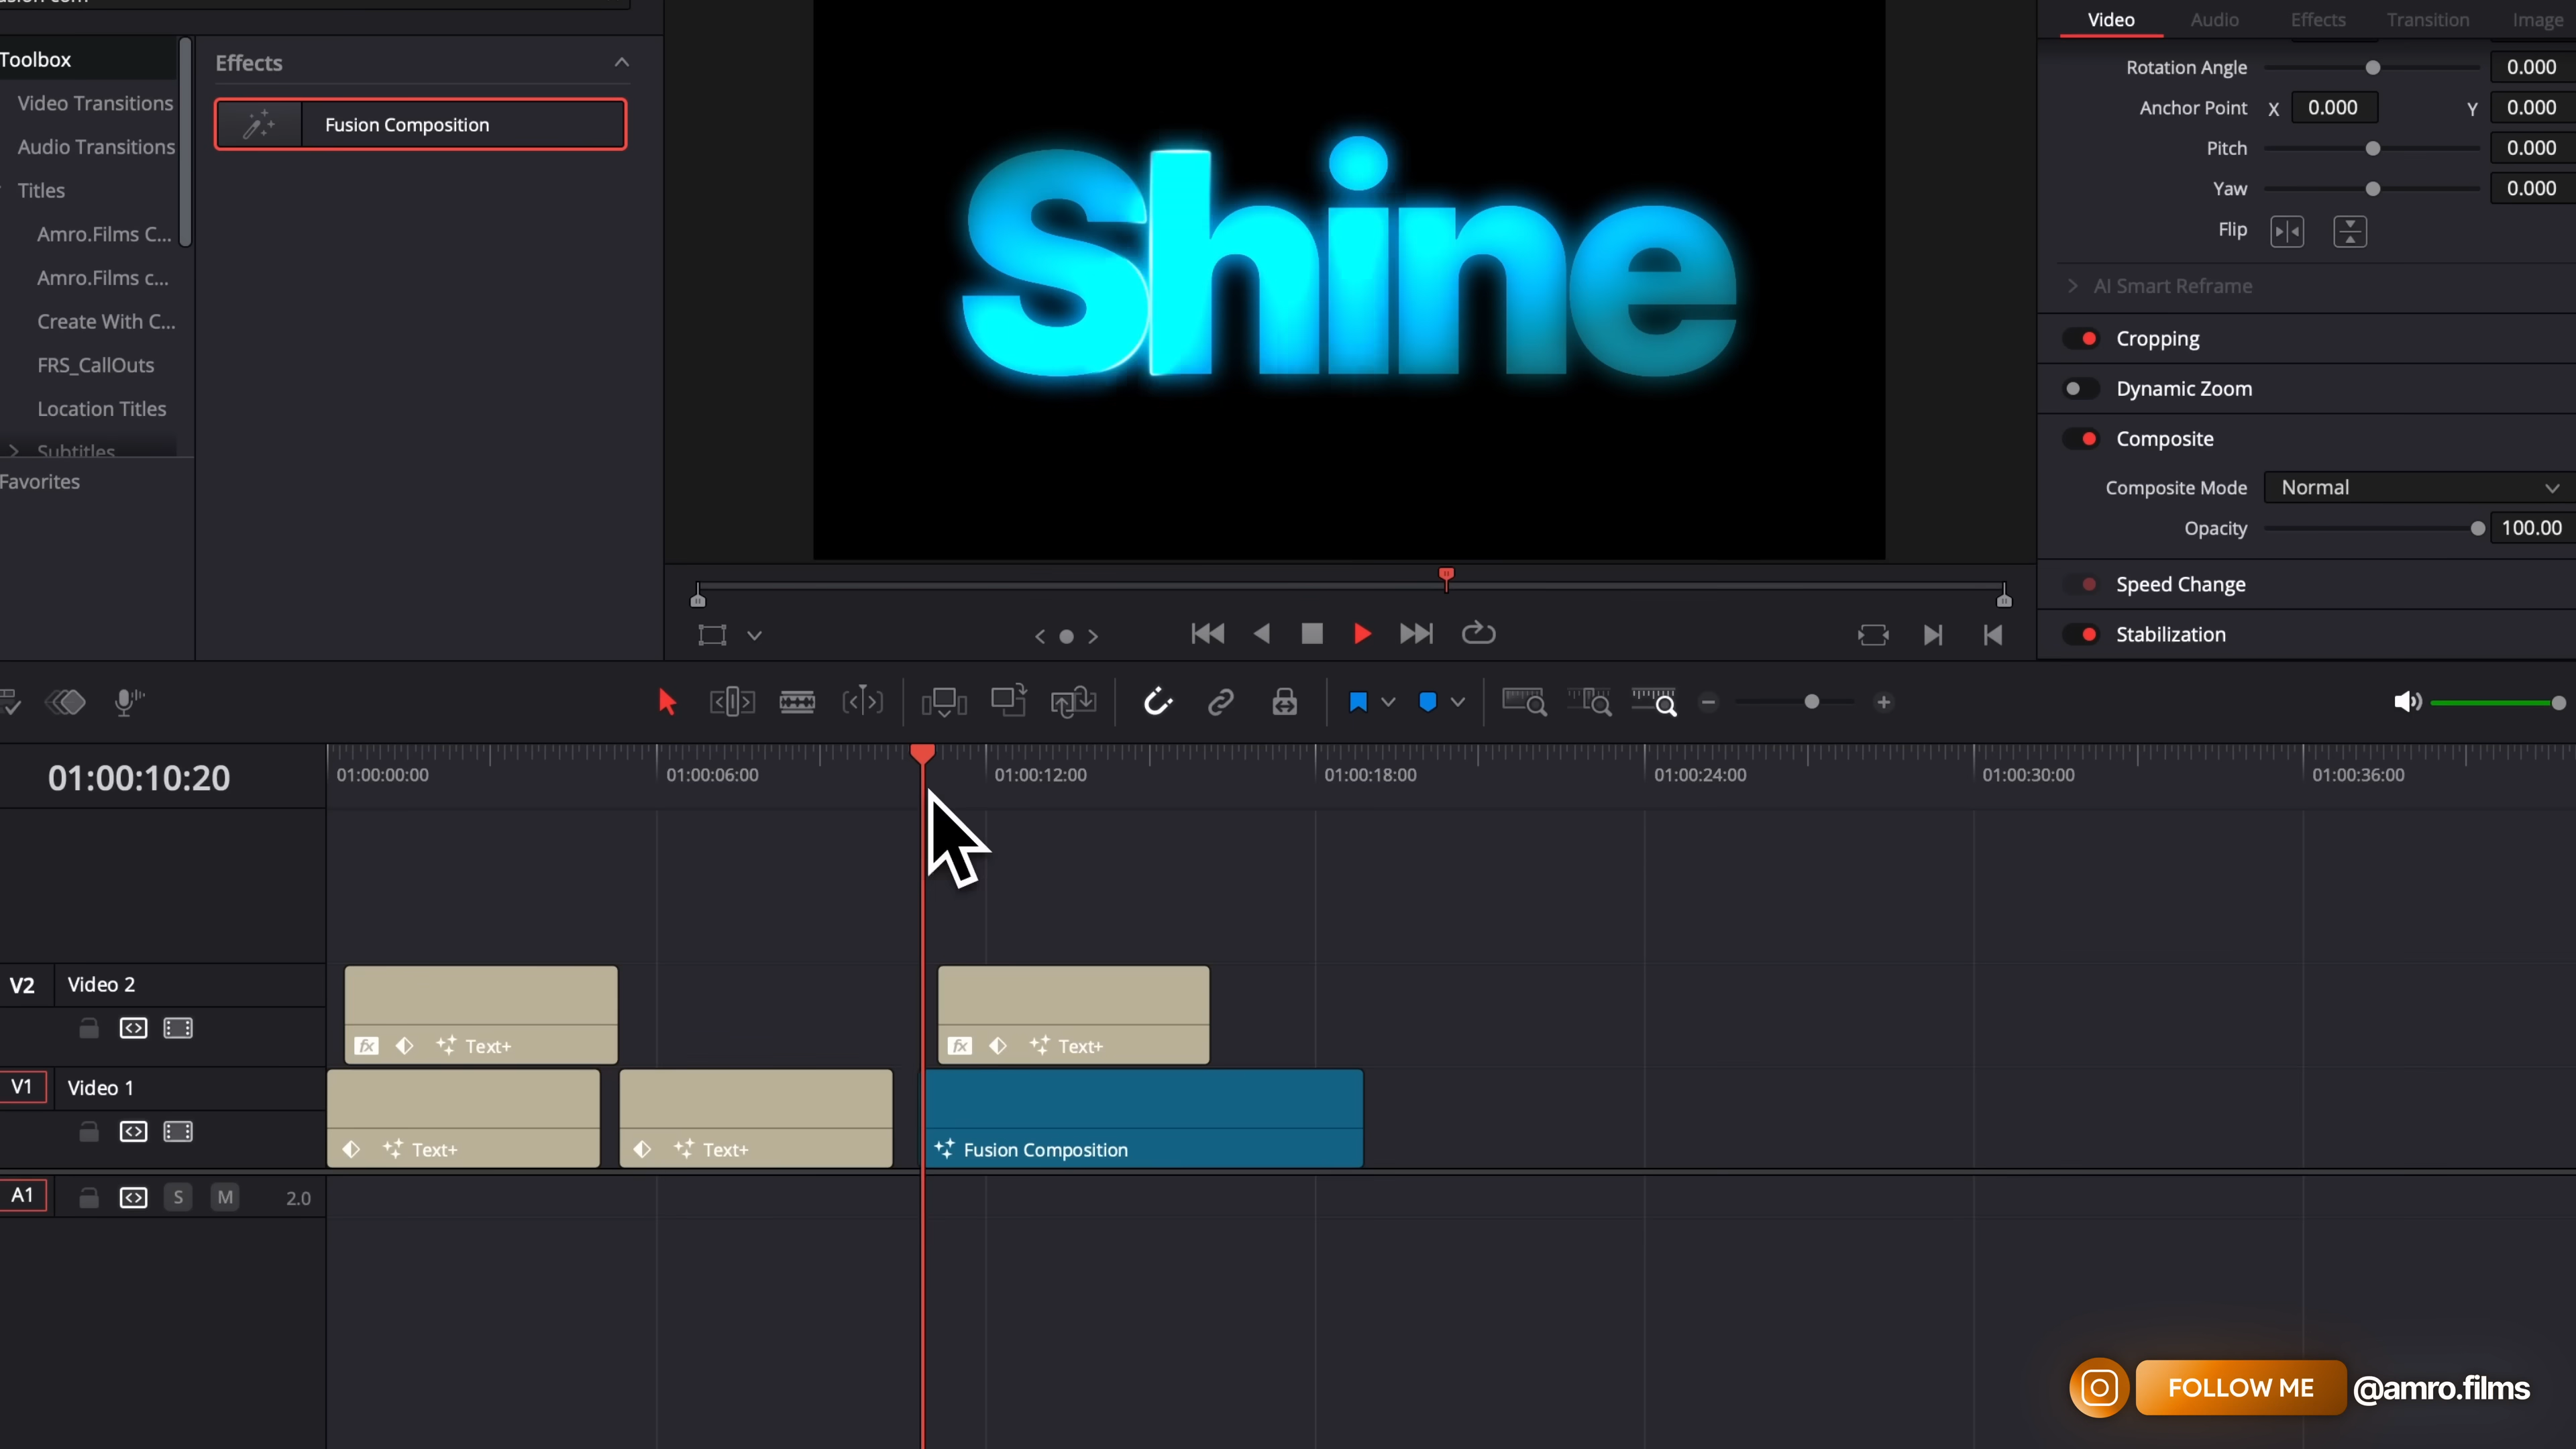 Toolbox
Video Transitions
Audio Transitions
Titles
Amro.Films C...
Amro.Films c...
Create With C...
FRS_CallOuts
Location Titles
Subtitles
Favorites
Effects
Fusion Composition
Shine
Video Audio Effects Transition Image
Rotation Angle 0.000
Anchor Point X 0.000 Y 0.000
Pitch 0.000
Yaw 0.000
Flip
AI Smart Reframe
Cropping
Dynamic Zoom
Composite
Composite Mode Normal
Opacity 100.00
Speed Change
Stabilization
01:00:10:20
01:00:00:00 01:00:06:00 01:00:12:00 01:00:18:00 01:00:24:00 01:00:30:00 01:00:36:00
V2 Video 2
fx Text+
fx Text+
V1 Video 1
Text+
Text+
Fusion Composition
A1 S M 2.0
FOLLOW ME @amro.films